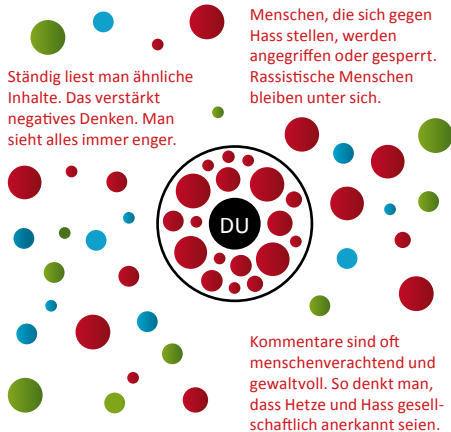 Menschen, die sich gegen
Hass stellen, werden
angegriffen oder gesperrt.
Rassistische Menschen
bleiben unter sich.
Ständig liest man ähnliche
Inhalte. Das verstärkt
negatives Denken. Man
sieht alles immer enger.
DU
Kommentare sind oft
menschenverachtend und
gewaltvoll. So denkt man,
dass Hetze und Hass gesell-
schaftlich anerkannt seien.